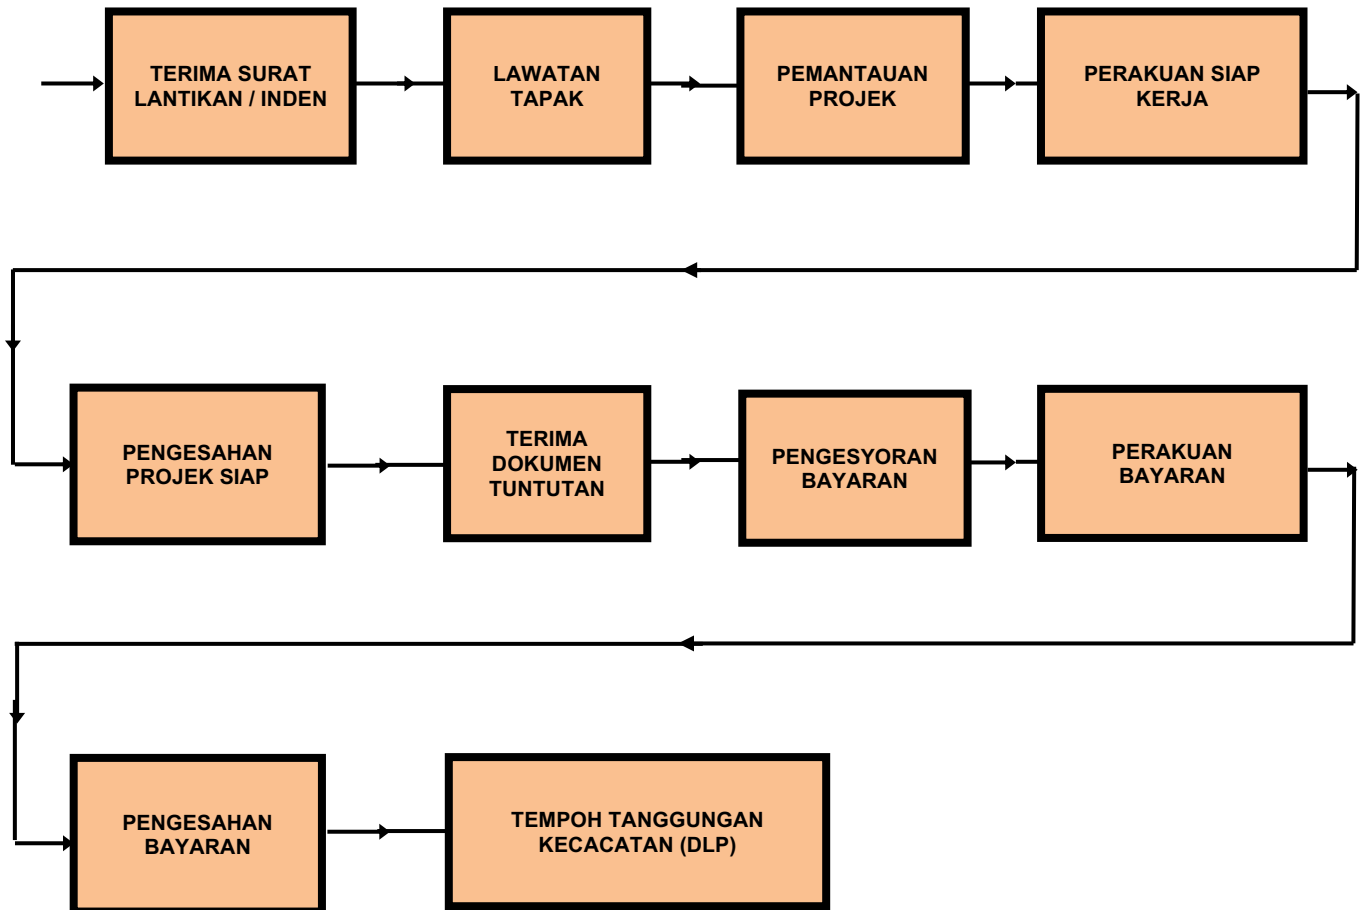 TERIMA SURAT
LANTIKAN / INDEN
LAWATAN
TAPAK
PEMANTAUAN
PROJEK
PERAKUAN SIAP
KERJA
PENGESAHAN
PROJEK SIAP
TERIMA
DOKUMEN
TUNTUTAN
PENGESYORAN
BAYARAN
PERAKUAN
BAYARAN
PENGESAHAN
BAYARAN
TEMPOH TANGGUNGAN
KECACATAN (DLP)